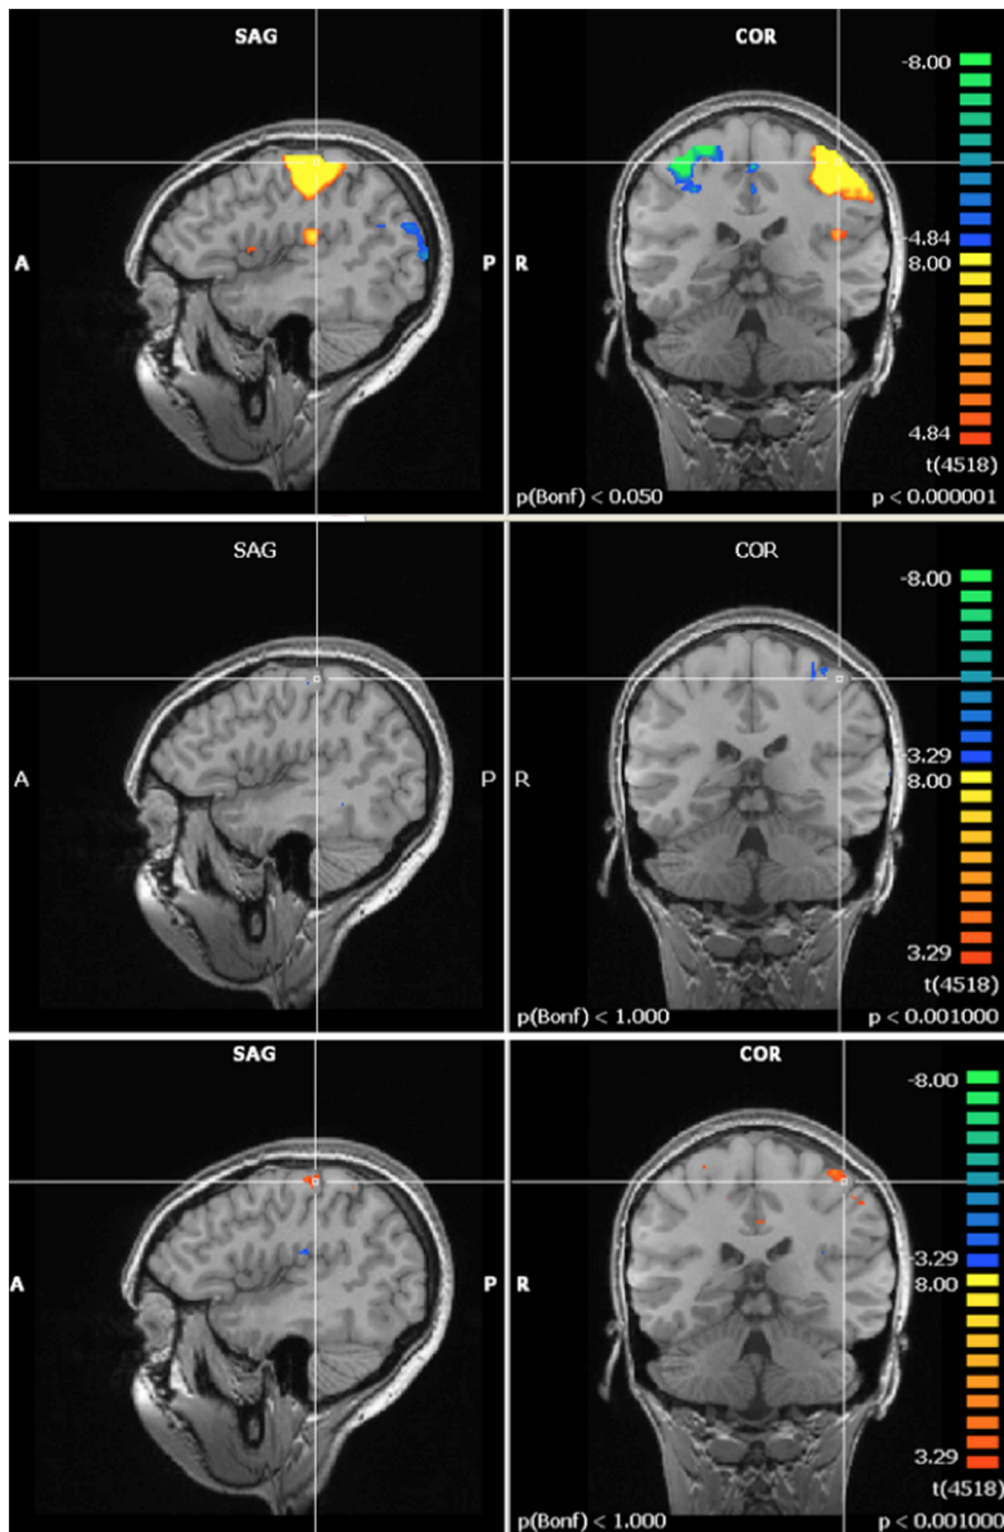 SAG
COR
-8.00
A
P
R
-4.84
8.00
4.84
t(4518)
p(Bonf) < 0.050
p < 0.000001
SAG
COR
-8.00
A
P
R
-3.29
8.00
3.29
t(4518)
p(Bonf) < 1.000
p < 0.001000
SAG
COR
-8.00
A
P
R
-3.29
8.00
3.29
t(4518)
p(Bonf) < 1.000
p < 0.001000